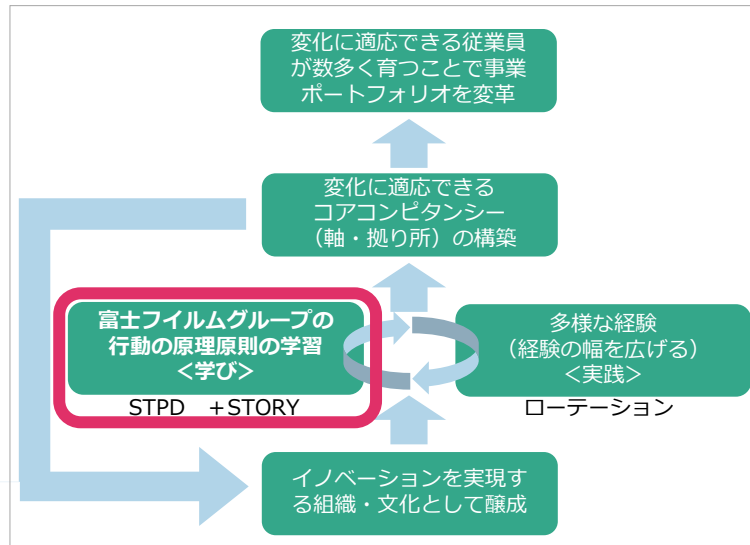 変化に適応できる従業員
が数多く育つことで事業
ポートフォリオを変革
変化に適応できる
コアコンピタンシー
（軸・拠り所）の構築
富士フイルムグループの
行動の原理原則の学習
<学び>
STPD　＋STORY
多様な経験
（経験の幅を広げる）
<実践>
ローテーション
イノベーションを実現す
る組織・文化として醸成